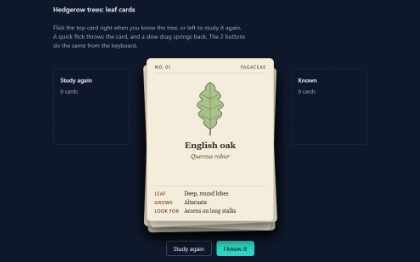 Hedgerow trees: leaf cards
Flick the top card right when you know the tree, or left to study it again.
A quick flick throws the card, and a slow drag springs back. The 2 buttons
do the same from the keyboard.
Study again
0 cards
NO. 01
FAGACEAE
English oak
Quercus robur
LEAF Deep, round lobes
GROWS Alternate
LOOK FOR Acorns on long stalks
Known
0 cards
Study again
I knew it